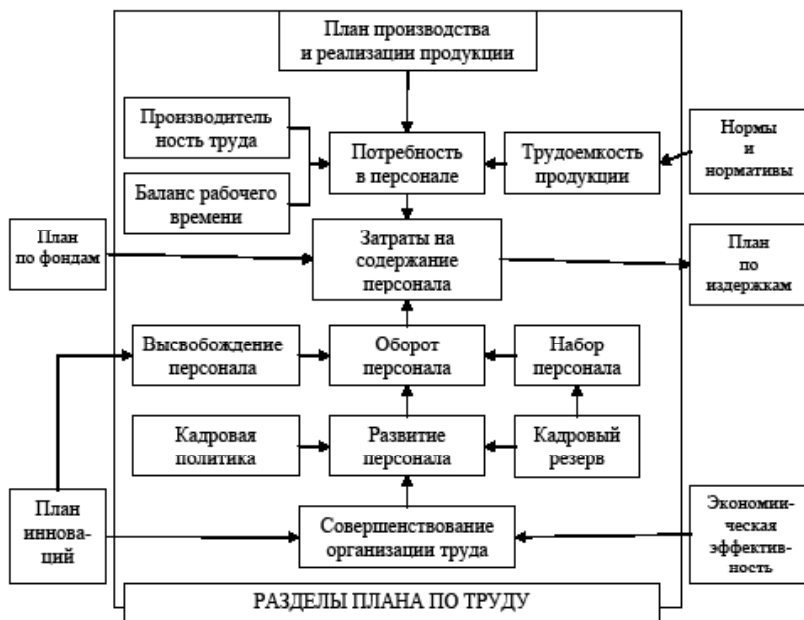 План производства
и реализации продукции
Производитель
ность труда
Потребность
в персонале
Трудоемкость
продукции
Нормы
и
нормативы
Баланс рабочего
времени
План
по фондам
Затраты на
содержание
персонала
План
по
издержкам
Высвобождение
персонала
Оборот
персонала
Набор
персонала
Кадровая
политика
Развитие
персонала
Кадровый
резерв
План
иннова-
ций
Совершенствование
организации труда
Экономии-
ческая
эффектив-
ность
РАЗДЕЛЫ ПЛАНА ПО ТРУДУ